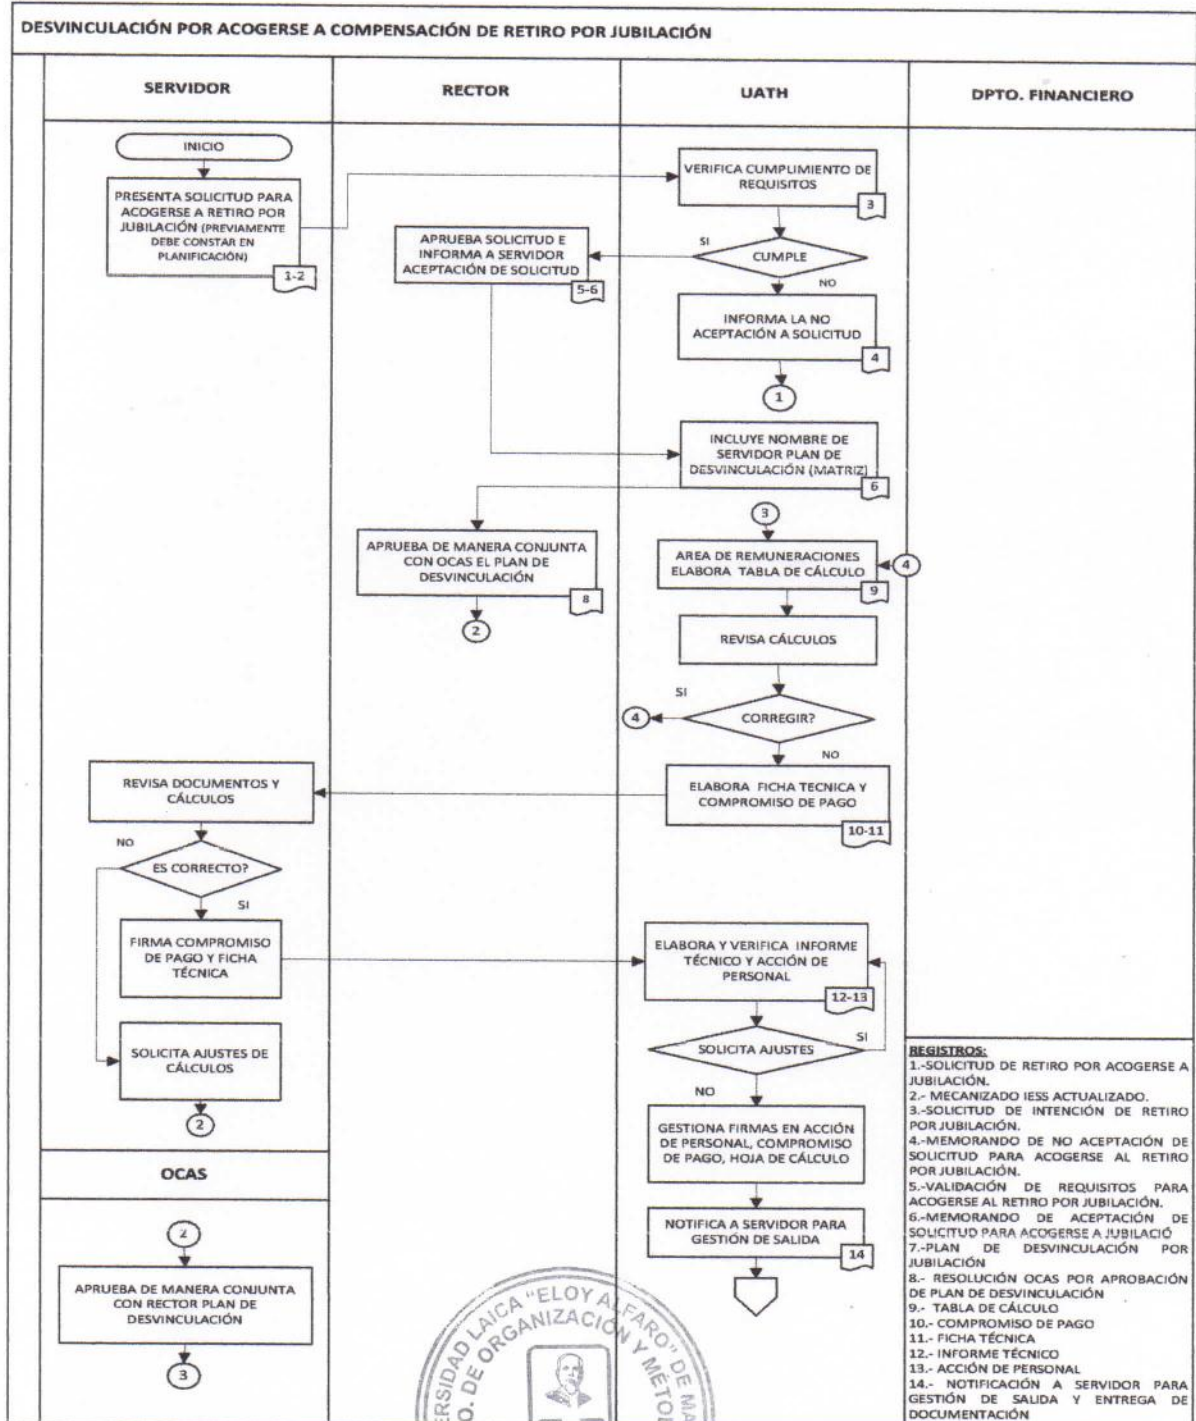 DESVINCULACIÓN POR ACOGERSE A COMPENSACIÓN DE RETIRO POR JUBILACIÓN
SERVIDOR
RECTOR
UATH
DPTO. FINANCIERO
INICIO
PRESENTA SOLICITUD PARA
ACOGERSE A RETIRO POR
JUBILACIÓN (PREVIAMENTE
DEBE CONSTAR EN
PLANIFICACIÓN)
1-2
VERIFICA CUMPLIMIENTO DE
REQUISITOS
3
CUMPLE
SI
NO
APRUEBA SOLICITUD E
INFORMA A SERVIDOR
ACEPTACIÓN DE SOLICITUD
5-6
INFORMA LA NO
ACEPTACIÓN A SOLICITUD
4
1
INCLUYE NOMBRE DE
SERVIDOR PLAN DE
DESVINCULACIÓN (MATRIZ)
6
APRUEBA DE MANERA CONJUNTA
CON OCAS EL PLAN DE
DESVINCULACIÓN
8
2
3
AREA DE REMUNERACIONES
ELABORA TABLA DE CÁLCULO
9
4
REVISA CÁLCULOS
SI
CORREGIR?
4
NO
ELABORA FICHA TECNICA Y
COMPROMISO DE PAGO
10-11
REVISA DOCUMENTOS Y
CÁLCULOS
NO
ES CORRECTO?
SI
FIRMA COMPROMISO
DE PAGO Y FICHA
TÉCNICA
ELABORA Y VERIFICA INFORME
TÉCNICO Y ACCIÓN DE
PERSONAL
12-13
SOLICITA AJUSTES
SI
NO
SOLICITA AJUSTES DE
CÁLCULOS
2
GESTIONA FIRMAS EN ACCIÓN
DE PERSONAL, COMPROMISO
DE PAGO, HOJA DE CÁLCULO
NOTIFICA A SERVIDOR PARA
GESTIÓN DE SALIDA
14
OCAS
2
APRUEBA DE MANERA CONJUNTA
CON RECTOR PLAN DE
DESVINCULACIÓN
3
REGISTROS:
1.-SOLICITUD DE RETIRO POR ACOGERSE A
JUBILACIÓN.
2.- MECANIZADO IESS ACTUALIZADO.
3.-SOLICITUD DE INTENCIÓN DE RETIRO
POR JUBILACIÓN.
4.-MEMORANDO DE NO ACEPTACIÓN DE
SOLICITUD PARA ACOGERSE AL RETIRO
POR JUBILACIÓN.
5.-VALIDACIÓN DE REQUISITOS PARA
ACOGERSE AL RETIRO POR JUBILACIÓN.
6.-MEMORANDO DE ACEPTACIÓN DE
SOLICITUD PARA ACOGERSE A JUBILACIÓ
7.-PLAN DE DESVINCULACIÓN POR
JUBILACIÓN
8.- RESOLUCIÓN OCAS POR APROBACIÓN
DE PLAN DE DESVINCULACIÓN
9.- TABLA DE CÁLCULO
10.- COMPROMISO DE PAGO
11.- FICHA TÉCNICA
12.- INFORME TÉCNICO
13.- ACCIÓN DE PERSONAL
14.- NOTIFICACIÓN A SERVIDOR PARA
GESTIÓN DE SALIDA Y ENTREGA DE
DOCUMENTACIÓN
LAICA "ELOY ALFARO" DE
DE ORGANIZACIÓN Y